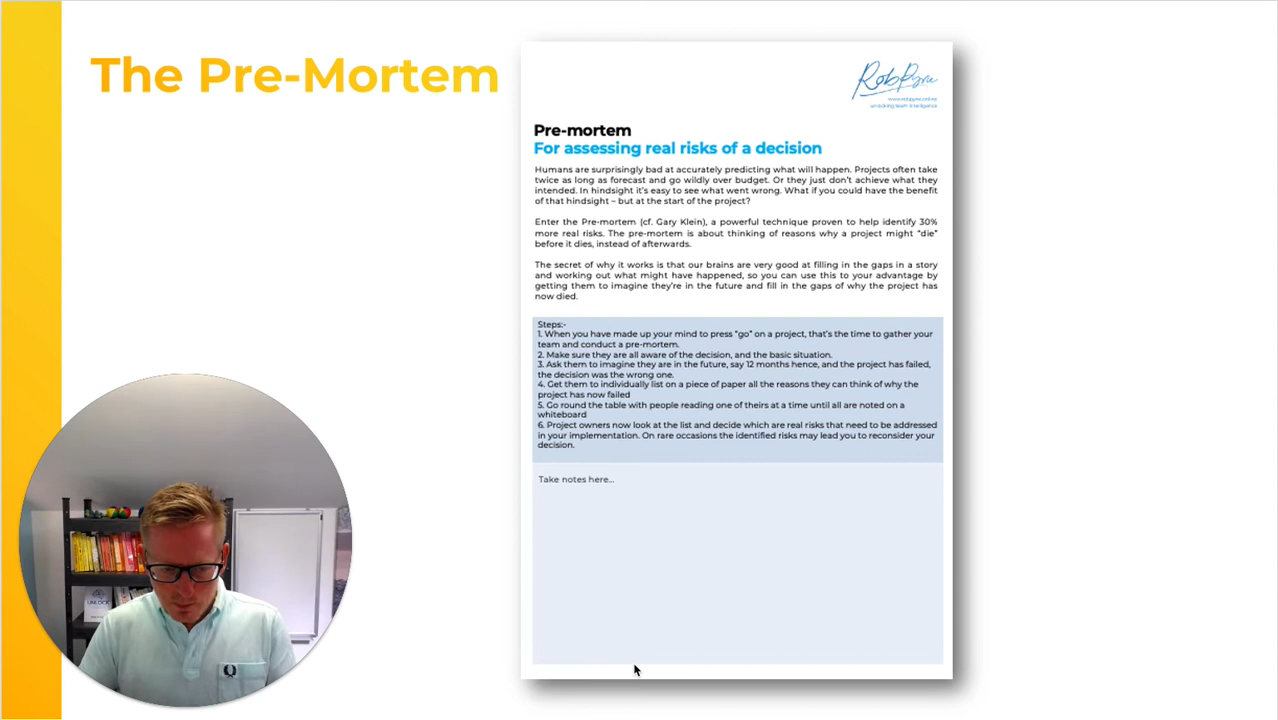 The Pre-Mortem
RobPyne
unlocking team intelligence
Pre-mortem
For assessing real risks of a decision
Humans are surprisingly bad at accurately predicting what will happen. Projects often take
twice as long as forecast and go wildly over budget. Or they just don’t achieve what they
intended. In hindsight it’s easy to see what went wrong. What if you could have the benefit
of that hindsight – but at the start of the project?
Enter the Pre-mortem (cf. Gary Klein), a powerful technique proven to help identify 30%
more real risks. The pre-mortem is about thinking of reasons why a project might “die”
before it dies, instead of afterwards.
The secret of why it works is that our brains are very good at filling in the gaps in a story
and working out what might have happened, so you can use this to your advantage by
getting them to imagine they’re in the future and fill in the gaps of why the project has
now died.
Steps:-
1. When you have made up your mind to press “go” on a project, that’s the time to gather your
team and conduct a pre-mortem.
2. Make sure they are all aware of the decision, and the basic situation.
3. Ask them to imagine they are in the future, say 12 months hence, and the project has failed,
the decision was the wrong one.
4. Get them to individually list on a piece of paper all the reasons they can think of why the
project has now failed
5. Go round the table with people reading one of theirs at a time until all are noted on a
whiteboard
6. Project owners now look at the list and decide which are real risks that need to be addressed
in your implementation. On rare occasions the identified risks may lead you to reconsider your
decision.
Take notes here...
UNLOCK